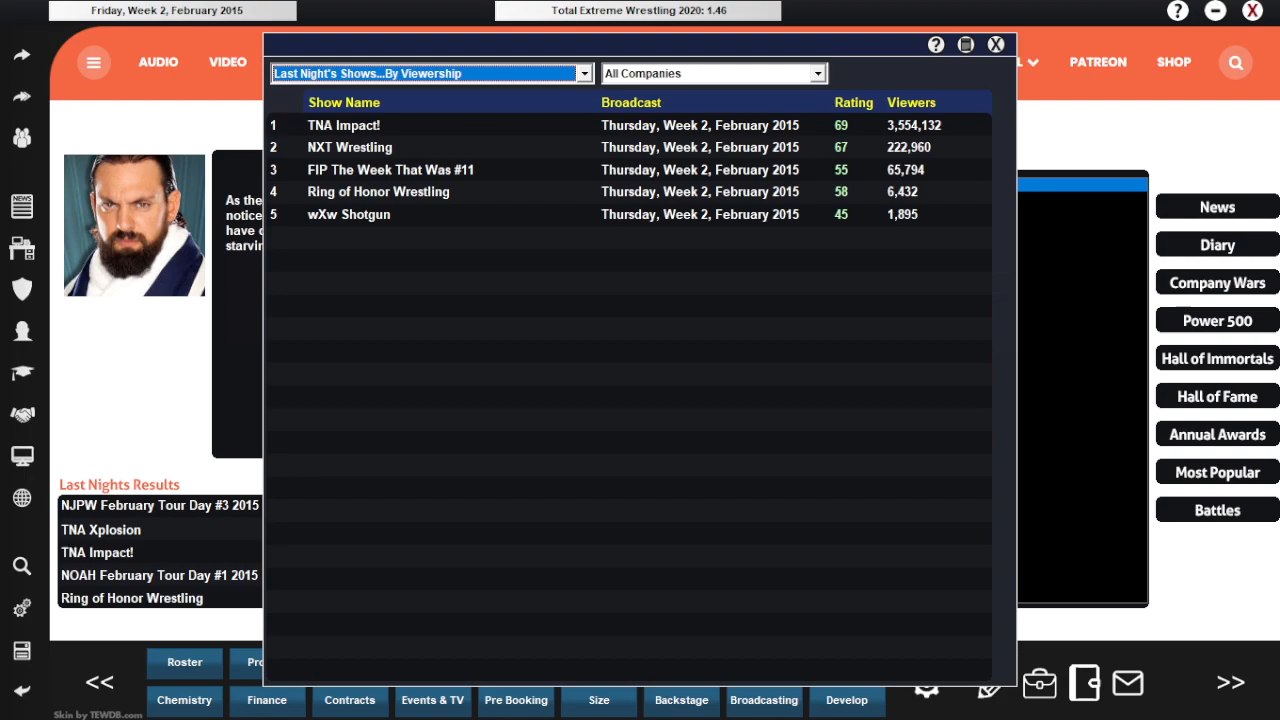 Friday, Week 2, February 2015
Total Extreme Wrestling 2020: 1.46
? – X
AUDIO VIDEO L PATREON SHOP
? X
Last Night's Shows...By Viewership
All Companies
Show Name Broadcast Rating Viewers
1 TNA Impact! Thursday, Week 2, February 2015 69 3,554,132
2 NXT Wrestling Thursday, Week 2, February 2015 67 222,960
3 FIP The Week That Was #11 Thursday, Week 2, February 2015 55 65,794
4 Ring of Honor Wrestling Thursday, Week 2, February 2015 58 6,432
5 wXw Shotgun Thursday, Week 2, February 2015 45 1,895
NEWS
As the
notice
have c
starvin
News
Diary
Company Wars
Power 500
Hall of Immortals
Hall of Fame
Annual Awards
Most Popular
Battles
Last Nights Results
NJPW February Tour Day #3 2015
TNA Xplosion
TNA Impact!
NOAH February Tour Day #1 2015
Ring of Honor Wrestling
<< Roster Pro >>
Chemistry Finance Contracts Events & TV Pre Booking Size Backstage Broadcasting Develop
Skin by TEWDB.com